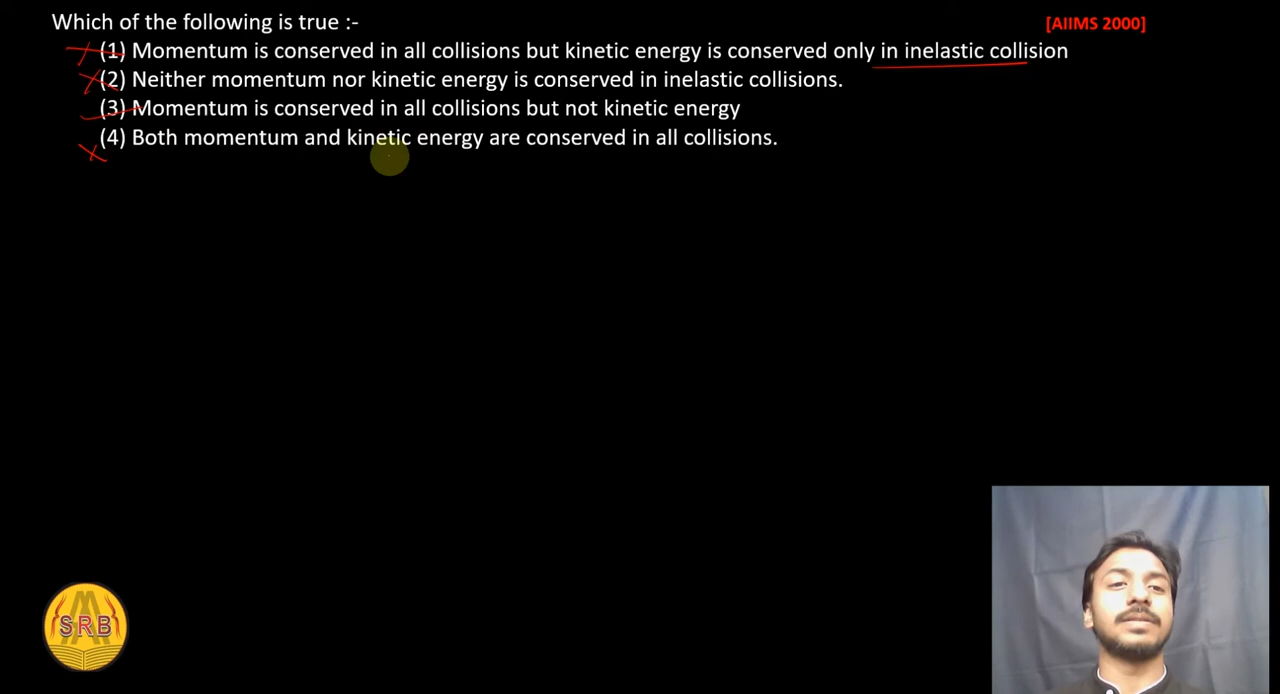 Which of the following is true :-
[AIIMS 2000]
(1) Momentum is conserved in all collisions but kinetic energy is conserved only in inelastic collision
(2) Neither momentum nor kinetic energy is conserved in inelastic collisions.
(3) Momentum is conserved in all collisions but not kinetic energy
(4) Both momentum and kinetic energy are conserved in all collisions.
SRB